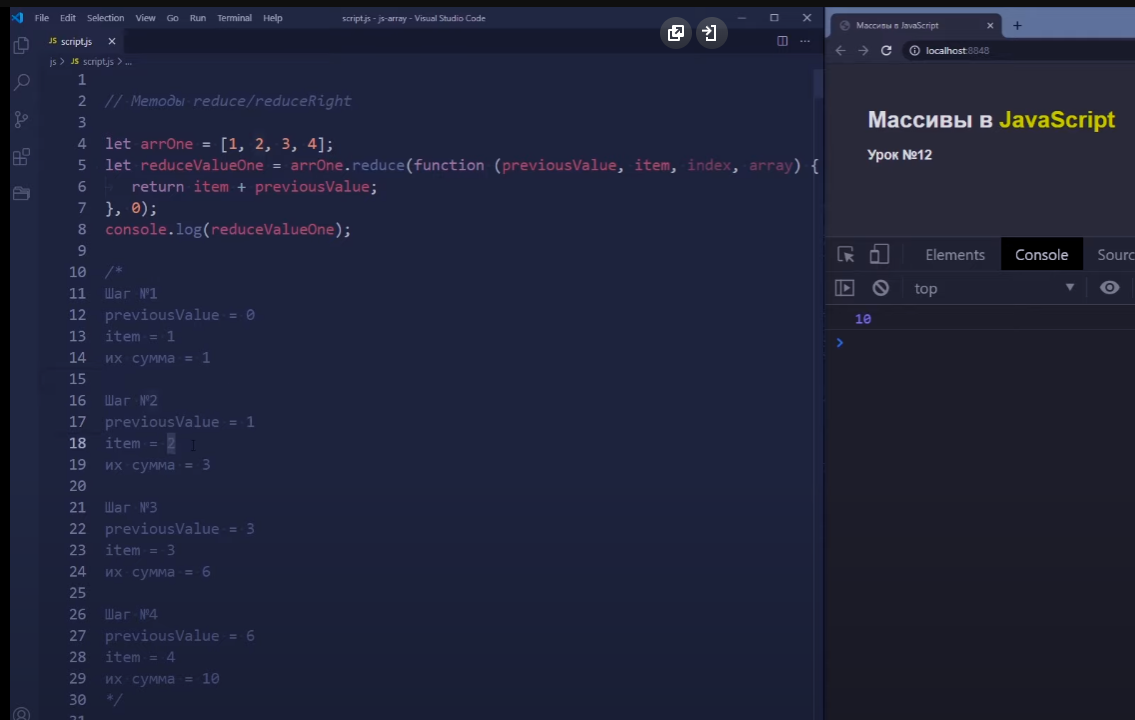 File Edit Selection View Go Run Terminal Help
script.js - js-array - Visual Studio Code
JS script.js
js > JS script.js > ...
1
2 // Методы reduce/reduceRight
3
4 let arrOne = [1, 2, 3, 4];
5 let reduceValueOne = arrOne.reduce(function (previousValue, item, index, array) {
6 return item + previousValue;
7 }, 0);
8 console.log(reduceValueOne);
9
10 /*
11 Шаг №1
12 previousValue = 0
13 item = 1
14 их сумма = 1
15
16 Шаг №2
17 previousValue = 1
18 item = 2
19 их сумма = 3
20
21 Шаг №3
22 previousValue = 3
23 item = 3
24 их сумма = 6
25
26 Шаг №4
27 previousValue = 6
28 item = 4
29 их сумма = 10
30 */
31
Массивы в JavaScript
localhost:8848
Массивы в JavaScript
Урок №12
Elements Console Sourc
top
10